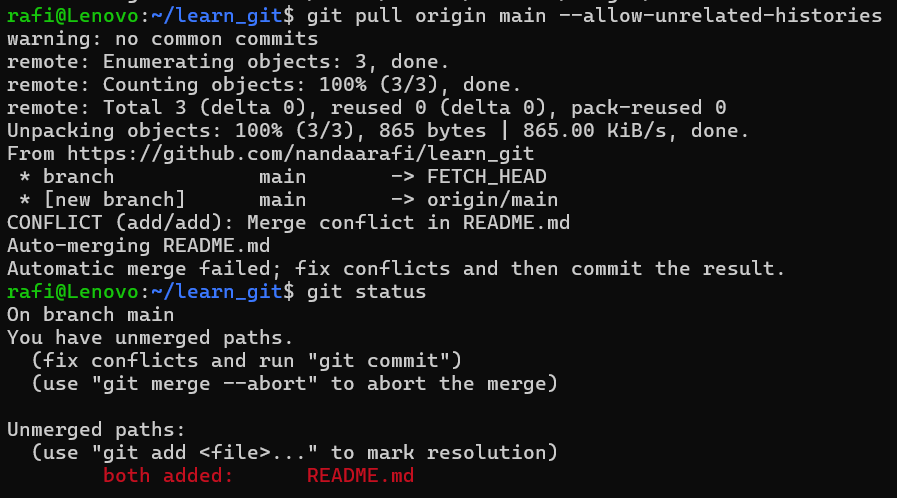 rafi@Lenovo:~/learn_git$ git pull origin main --allow-unrelated-histories
warning: no common commits
remote: Enumerating objects: 3, done.
remote: Counting objects: 100% (3/3), done.
remote: Total 3 (delta 0), reused 0 (delta 0), pack-reused 0
Unpacking objects: 100% (3/3), 865 bytes | 865.00 KiB/s, done.
From https://github.com/nandaarafi/learn_git
 * branch            main       -> FETCH_HEAD
 * [new branch]      main       -> origin/main
CONFLICT (add/add): Merge conflict in README.md
Auto-merging README.md
Automatic merge failed; fix conflicts and then commit the result.
rafi@Lenovo:~/learn_git$ git status
On branch main
You have unmerged paths.
  (fix conflicts and run "git commit")
  (use "git merge --abort" to abort the merge)

Unmerged paths:
  (use "git add <file>..." to mark resolution)
        both added:      README.md